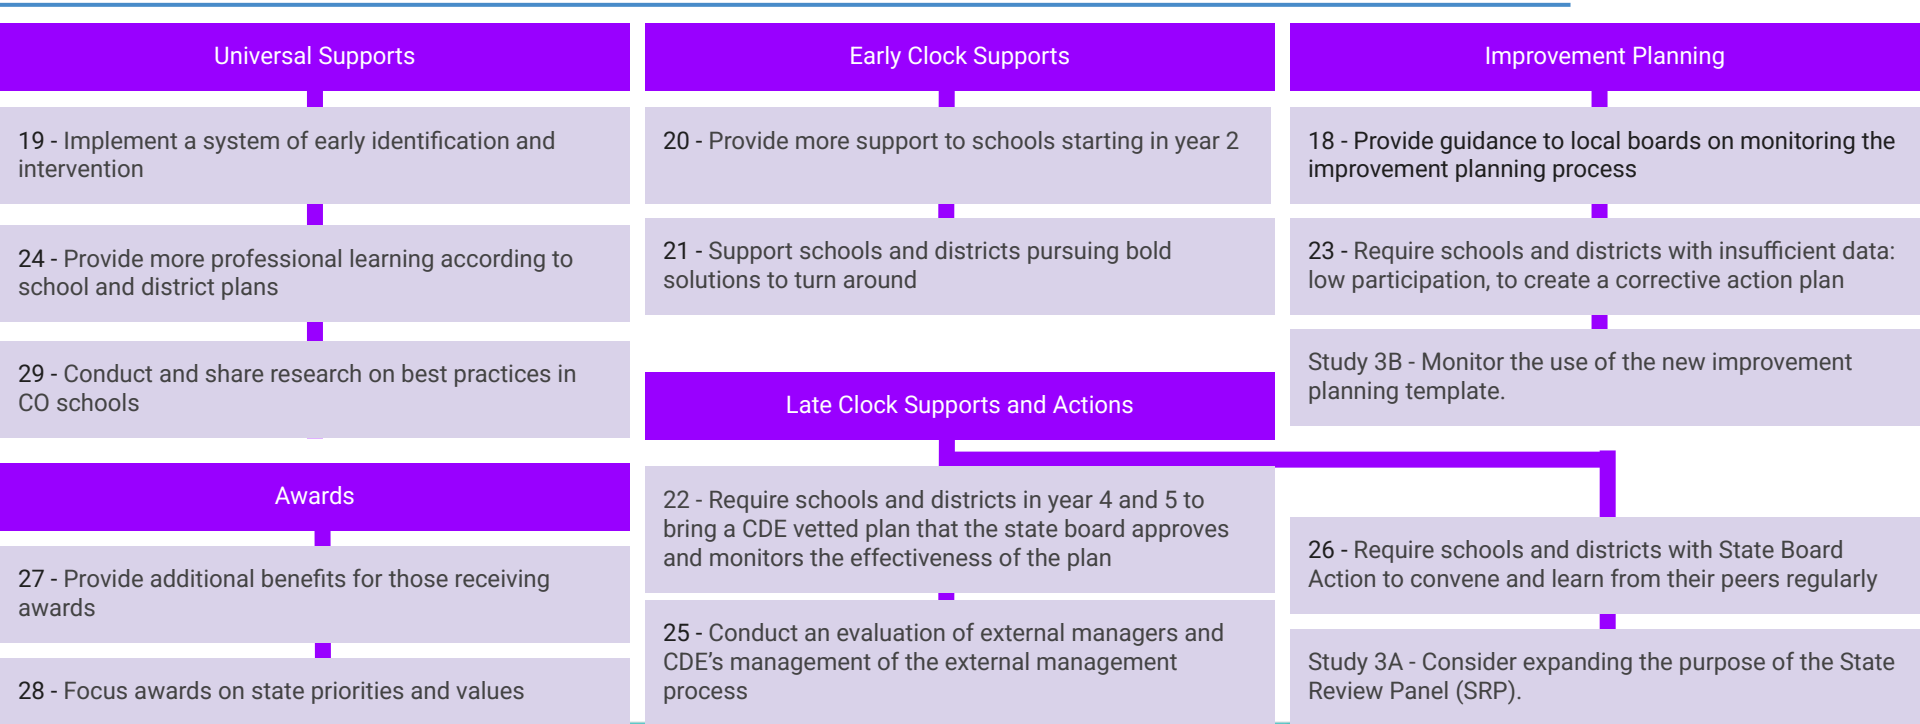 Universal Supports
19 - Implement a system of early identification and
intervention
24 - Provide more professional learning according to
school and district plans
29 - Conduct and share research on best practices in
CO schools
Awards
27 - Provide additional benefits for those receiving
awards
28 - Focus awards on state priorities and values
Early Clock Supports
20 - Provide more support to schools starting in year 2
21 - Support schools and districts pursuing bold
solutions to turn around
Late Clock Supports and Actions
22 - Require schools and districts in year 4 and 5 to
bring a CDE vetted plan that the state board approves
and monitors the effectiveness of the plan
25 - Conduct an evaluation of external managers and
CDE’s management of the external management
process
Improvement Planning
18 - Provide guidance to local boards on monitoring the
improvement planning process
23 - Require schools and districts with insufficient data:
low participation, to create a corrective action plan
Study 3B - Monitor the use of the new improvement
planning template.
26 - Require schools and districts with State Board
Action to convene and learn from their peers regularly
Study 3A - Consider expanding the purpose of the State
Review Panel (SRP).